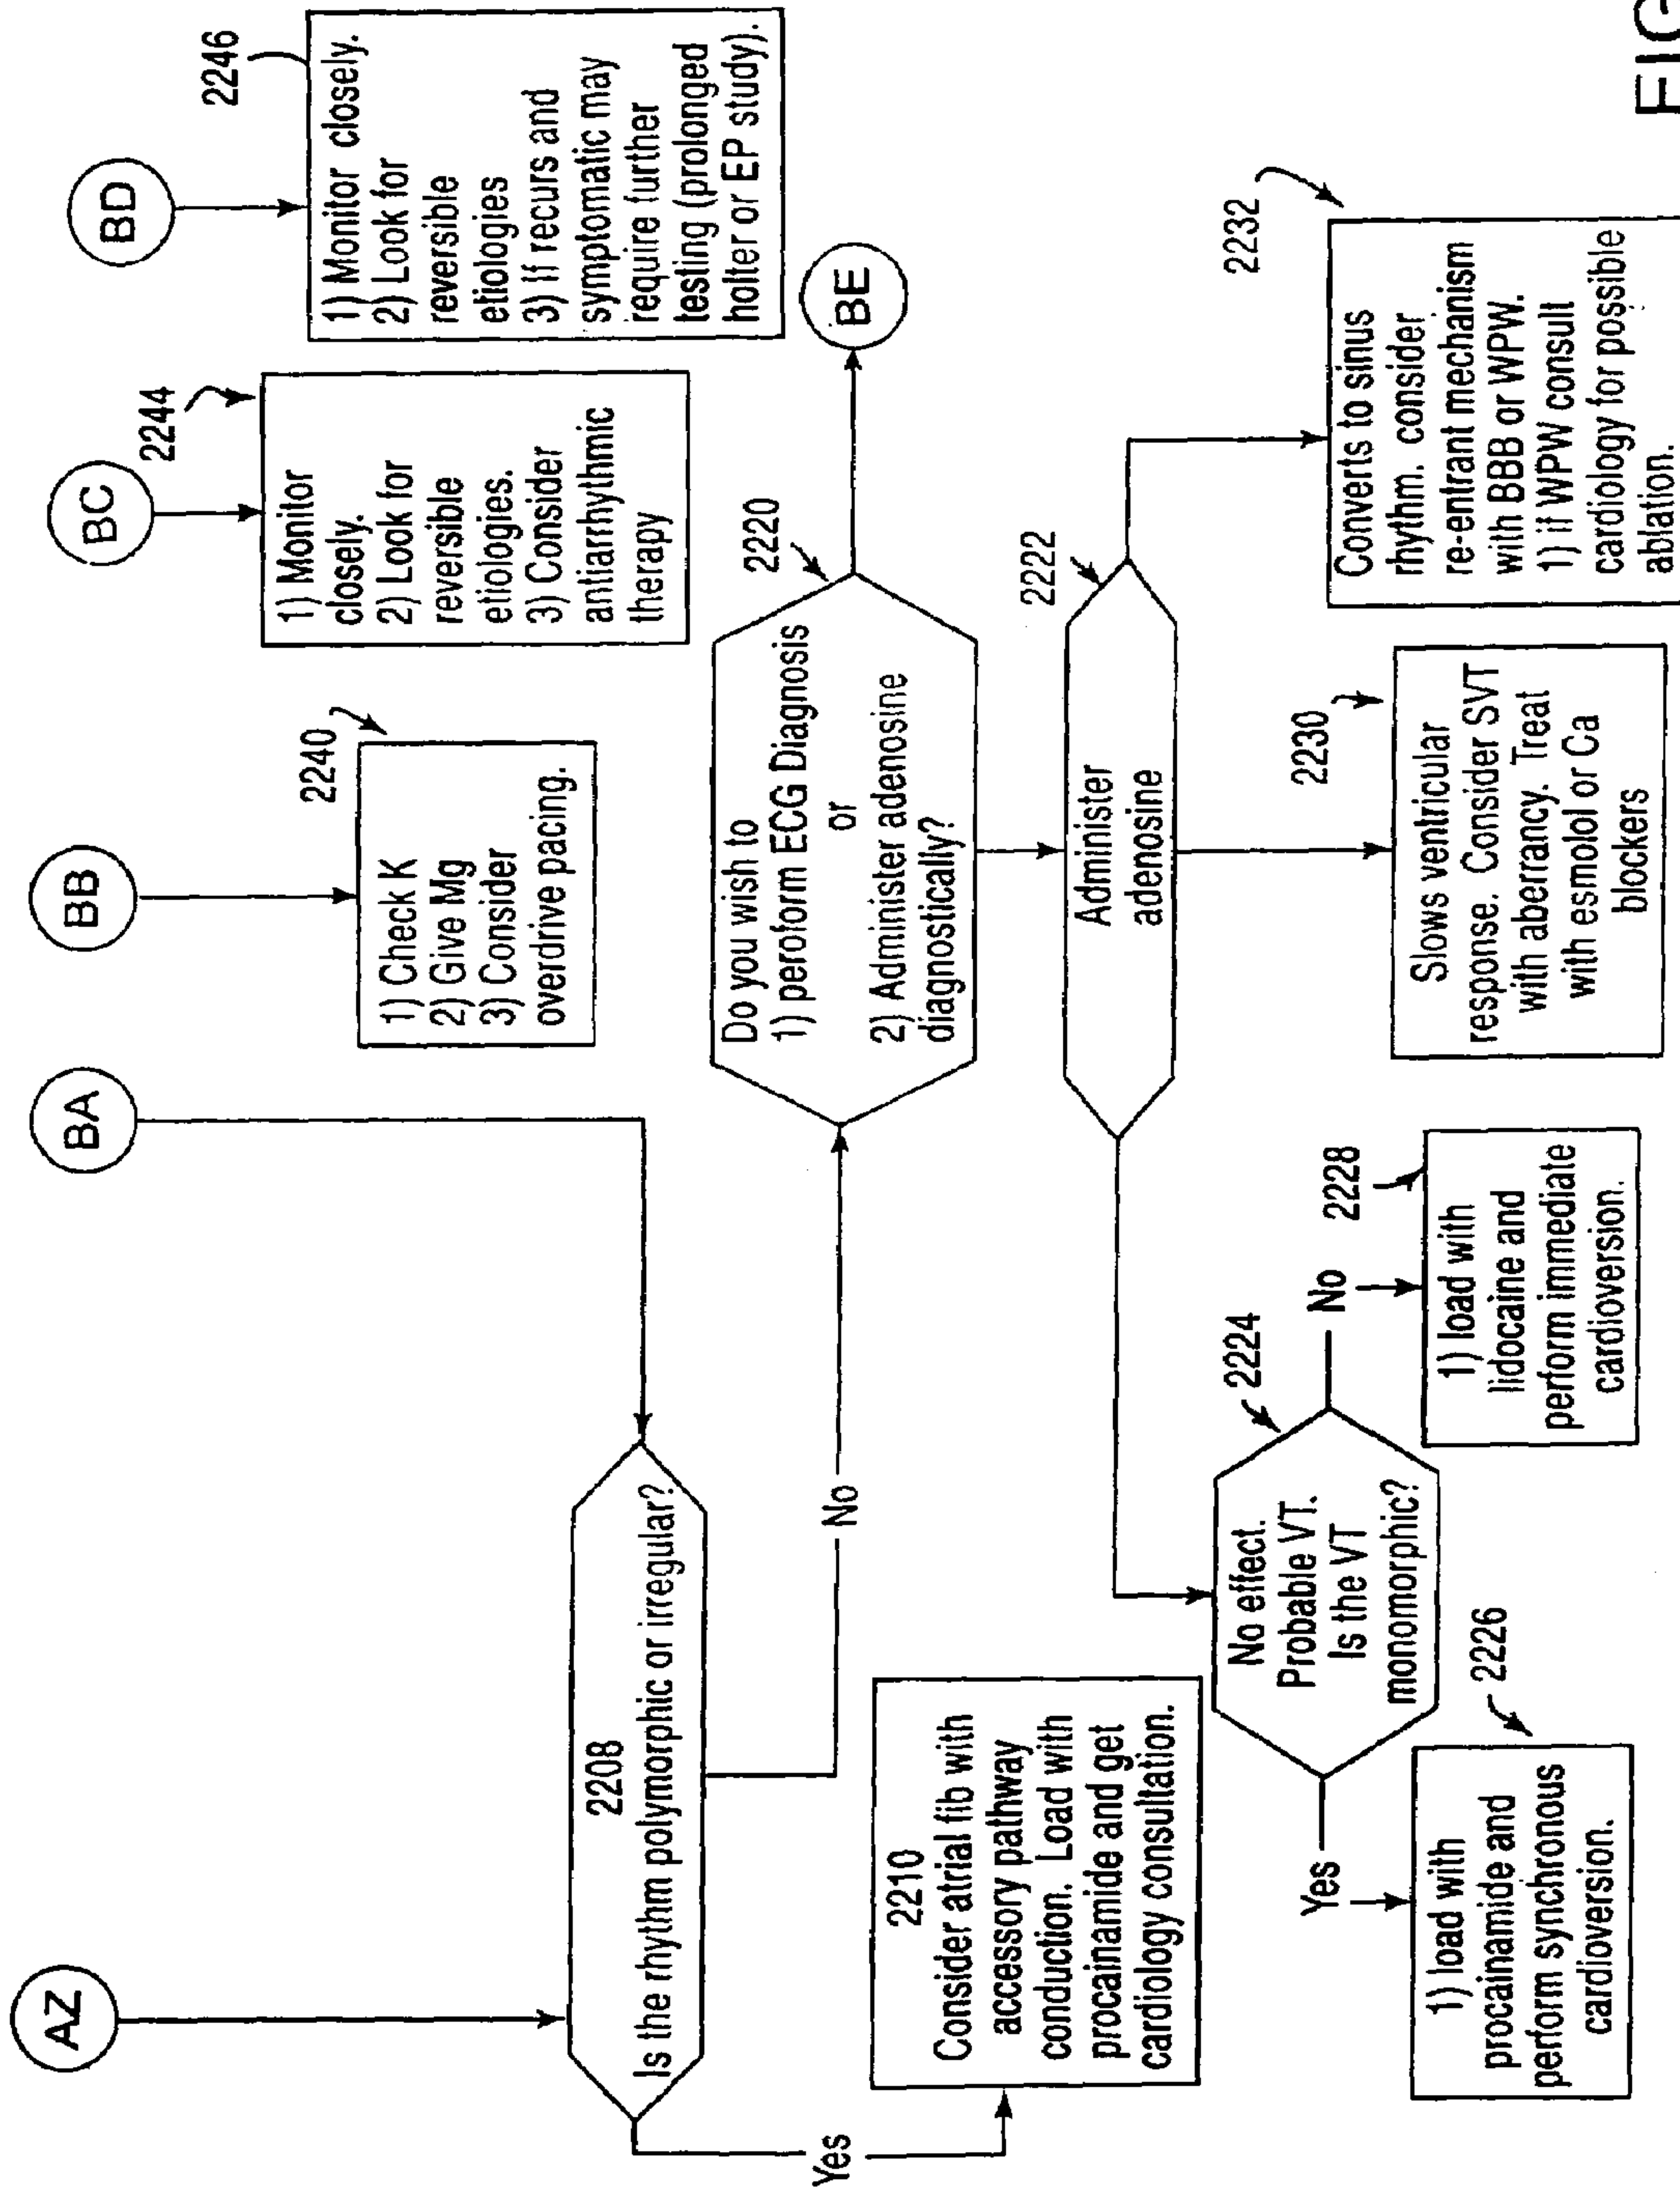 AZ
BA
BB
BC
BD
2208
Is the rhythm polymorphic or irregular?
2240
1) Check K
2) Give Mg
3) Consider
overdrive pacing.
2244
1) Monitor
closely.
2) Look for
reversible
etiologies.
3) Consider
antiarrhythmic
therapy
2246
1) Monitor closely.
2) Look for
reversible
etiologies
3) If recurs and
symptomatic may
require further
testing (prolonged
holter or EP study).
Yes
No
2210
Consider atrial fib with
accessory pathway
conduction. Load with
procainamide and get
cardiology consultation.
2220
Do you wish to
1) peroform ECG Diagnosis
or
2) Administer adenosine
diagnostically?
BE
2222
Administer
adenosine
2224
No effect.
Probable VT.
Is the VT
monomorphic?
Yes
No
2226
1) load with
procainamide and
perform synchronous
cardioversion.
2228
1) load with
lidocaine and
perform immediate
cardioversion.
2230
Slows ventricular
response. Consider SVT
with aberrancy. Treat
with esmolol or Ca
blockers
2232
Converts to sinus
rhythm. consider
re-entrant mechanism
with BBB or WPW.
1) if WPW consult
cardiology for possible
ablation.
FIG